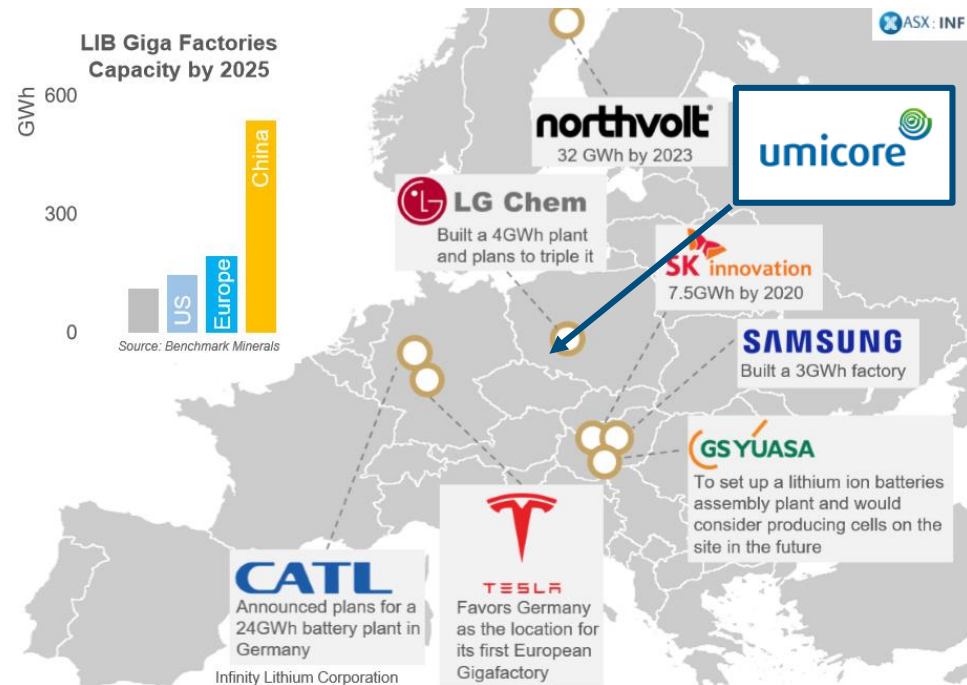 ASX : INF
LIB Giga Factories
Capacity by 2025
GWh
600
300
0
US
Europe
China
Source: Benchmark Minerals
northvolt
32 GWh by 2023
umicore
LG Chem
Built a 4GWh plant
and plans to triple it
SK innovation
7.5GWh by 2020
SAMSUNG
Built a 3GWh factory
GS YUASA
To set up a lithium ion batteries
assembly plant and would
consider producing cells on the
site in the future
CATL
Announced plans for a
24GWh battery plant in
Germany
TESLA
Favors Germany
as the location for
its first European
Gigafactory
Infinity Lithium Corporation